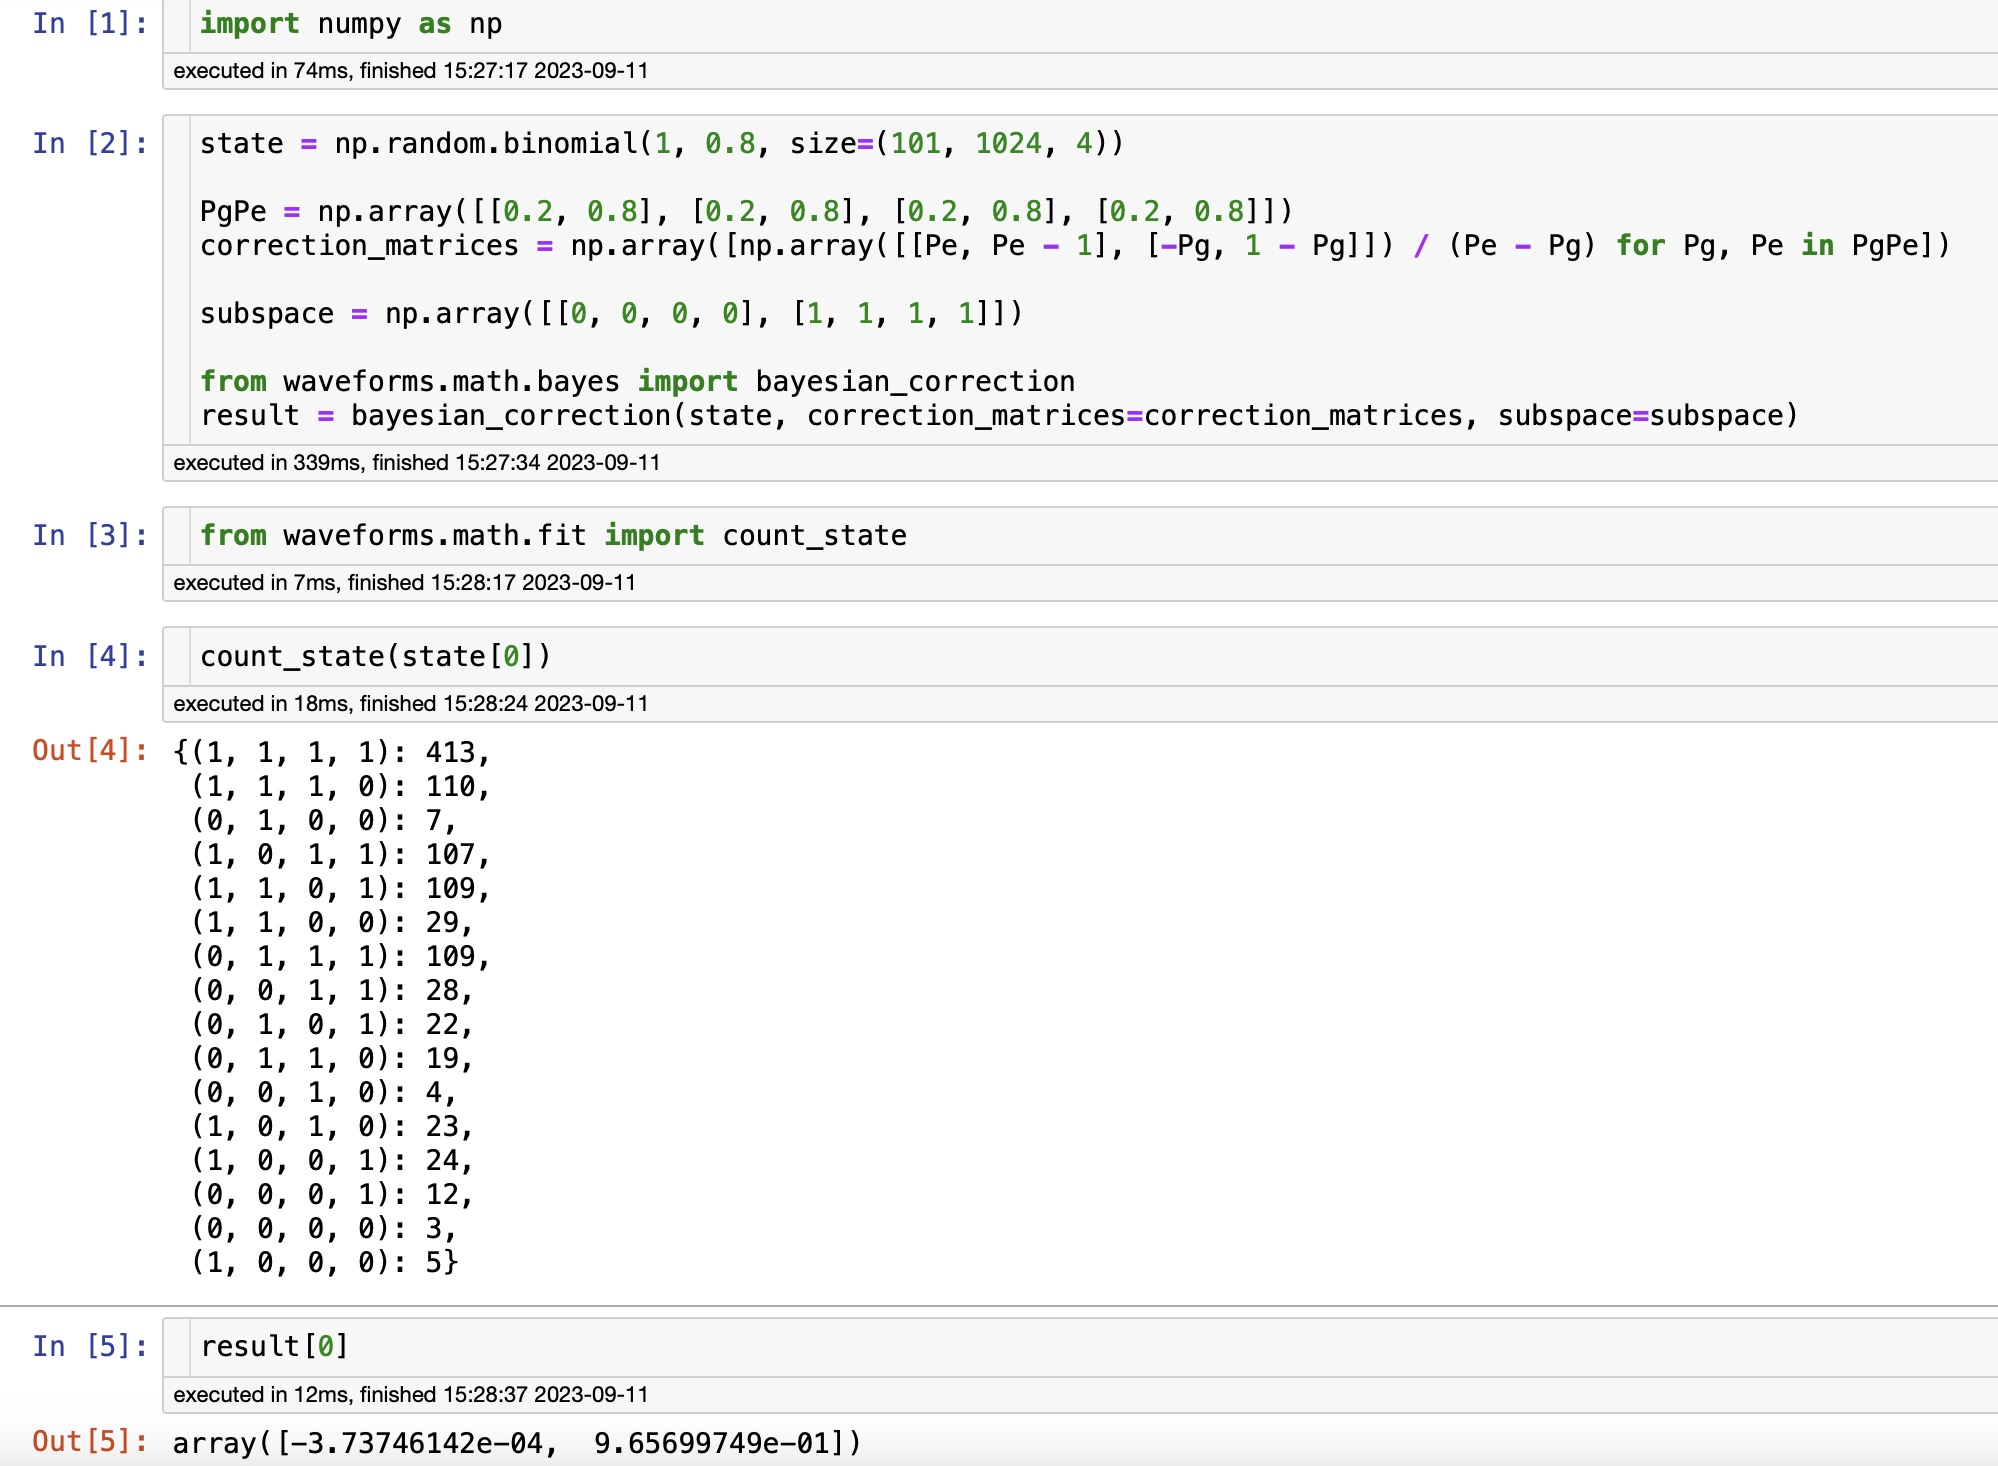 In [1]: import numpy as np
executed in 74ms, finished 15:27:17 2023-09-11
In [2]: state = np.random.binomial(1, 0.8, size=(101, 1024, 4))
PgPe = np.array([[0.2, 0.8], [0.2, 0.8], [0.2, 0.8], [0.2, 0.8]])
correction_matrices = np.array([np.array([[Pe, Pe - 1], [-Pg, 1 - Pg]]) / (Pe - Pg) for Pg, Pe in PgPe])
subspace = np.array([[0, 0, 0, 0], [1, 1, 1, 1]])
from waveforms.math.bayes import bayesian_correction
result = bayesian_correction(state, correction_matrices=correction_matrices, subspace=subspace)
executed in 339ms, finished 15:27:34 2023-09-11
In [3]: from waveforms.math.fit import count_state
executed in 7ms, finished 15:28:17 2023-09-11
In [4]: count_state(state[0])
executed in 18ms, finished 15:28:24 2023-09-11
Out[4]: {(1, 1, 1, 1): 413,
(1, 1, 1, 0): 110,
(0, 1, 0, 0): 7,
(1, 0, 1, 1): 107,
(1, 1, 0, 1): 109,
(1, 1, 0, 0): 29,
(0, 1, 1, 1): 109,
(0, 0, 1, 1): 28,
(0, 1, 0, 1): 22,
(0, 1, 1, 0): 19,
(0, 0, 1, 0): 4,
(1, 0, 1, 0): 23,
(1, 0, 0, 1): 24,
(0, 0, 0, 1): 12,
(0, 0, 0, 0): 3,
(1, 0, 0, 0): 5}
In [5]: result[0]
executed in 12ms, finished 15:28:37 2023-09-11
Out[5]: array([-3.73746142e-04, 9.65699749e-01])